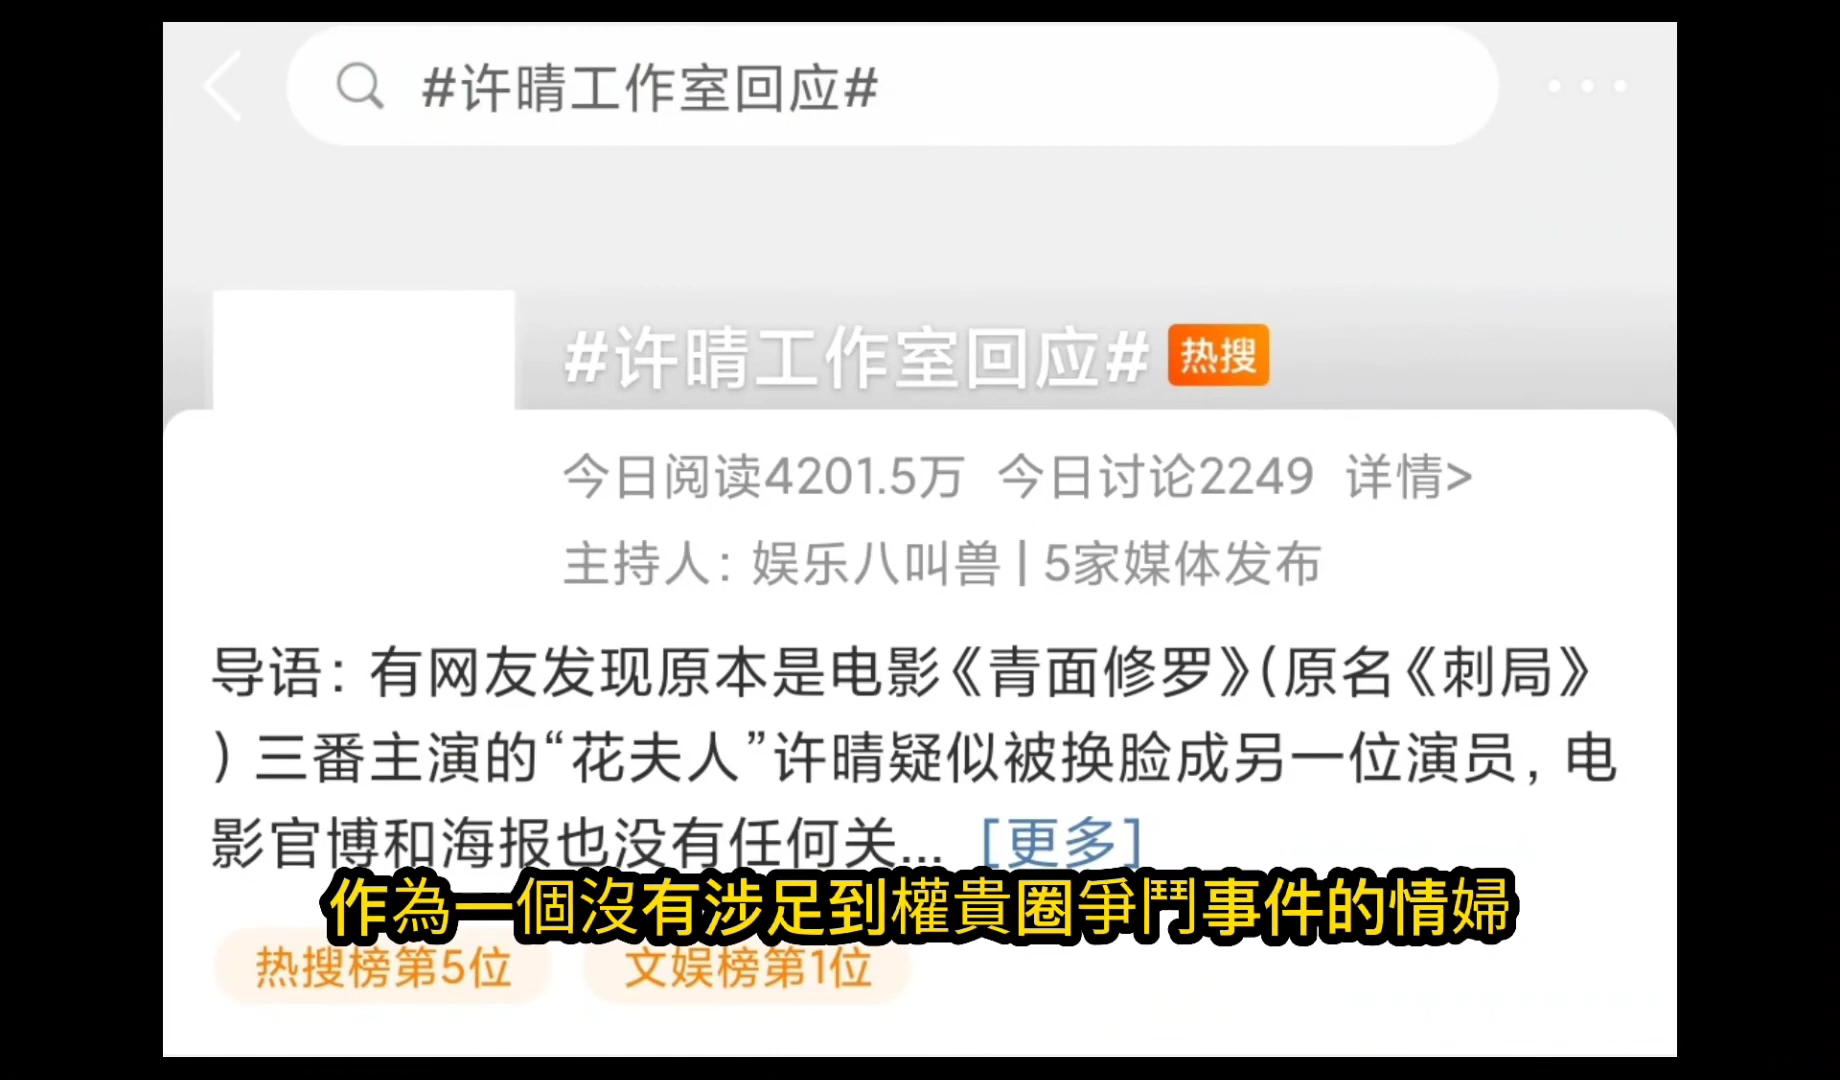 #许晴工作室回应#
#许晴工作室回应# 热搜
今日阅读4201.5万 今日讨论2249 详情>
主持人：娱乐八叫兽 | 5家媒体发布
导语：有网友发现原本是电影《青面修罗》（原名《刺局》
）三番主演的“花夫人”许晴疑似被换脸成另一位演员，电
影官博和海报也没有任何关... [更多]
作為一個沒有涉足到權貴圈爭鬥事件的情婦
热搜榜第5位 文娱榜第1位